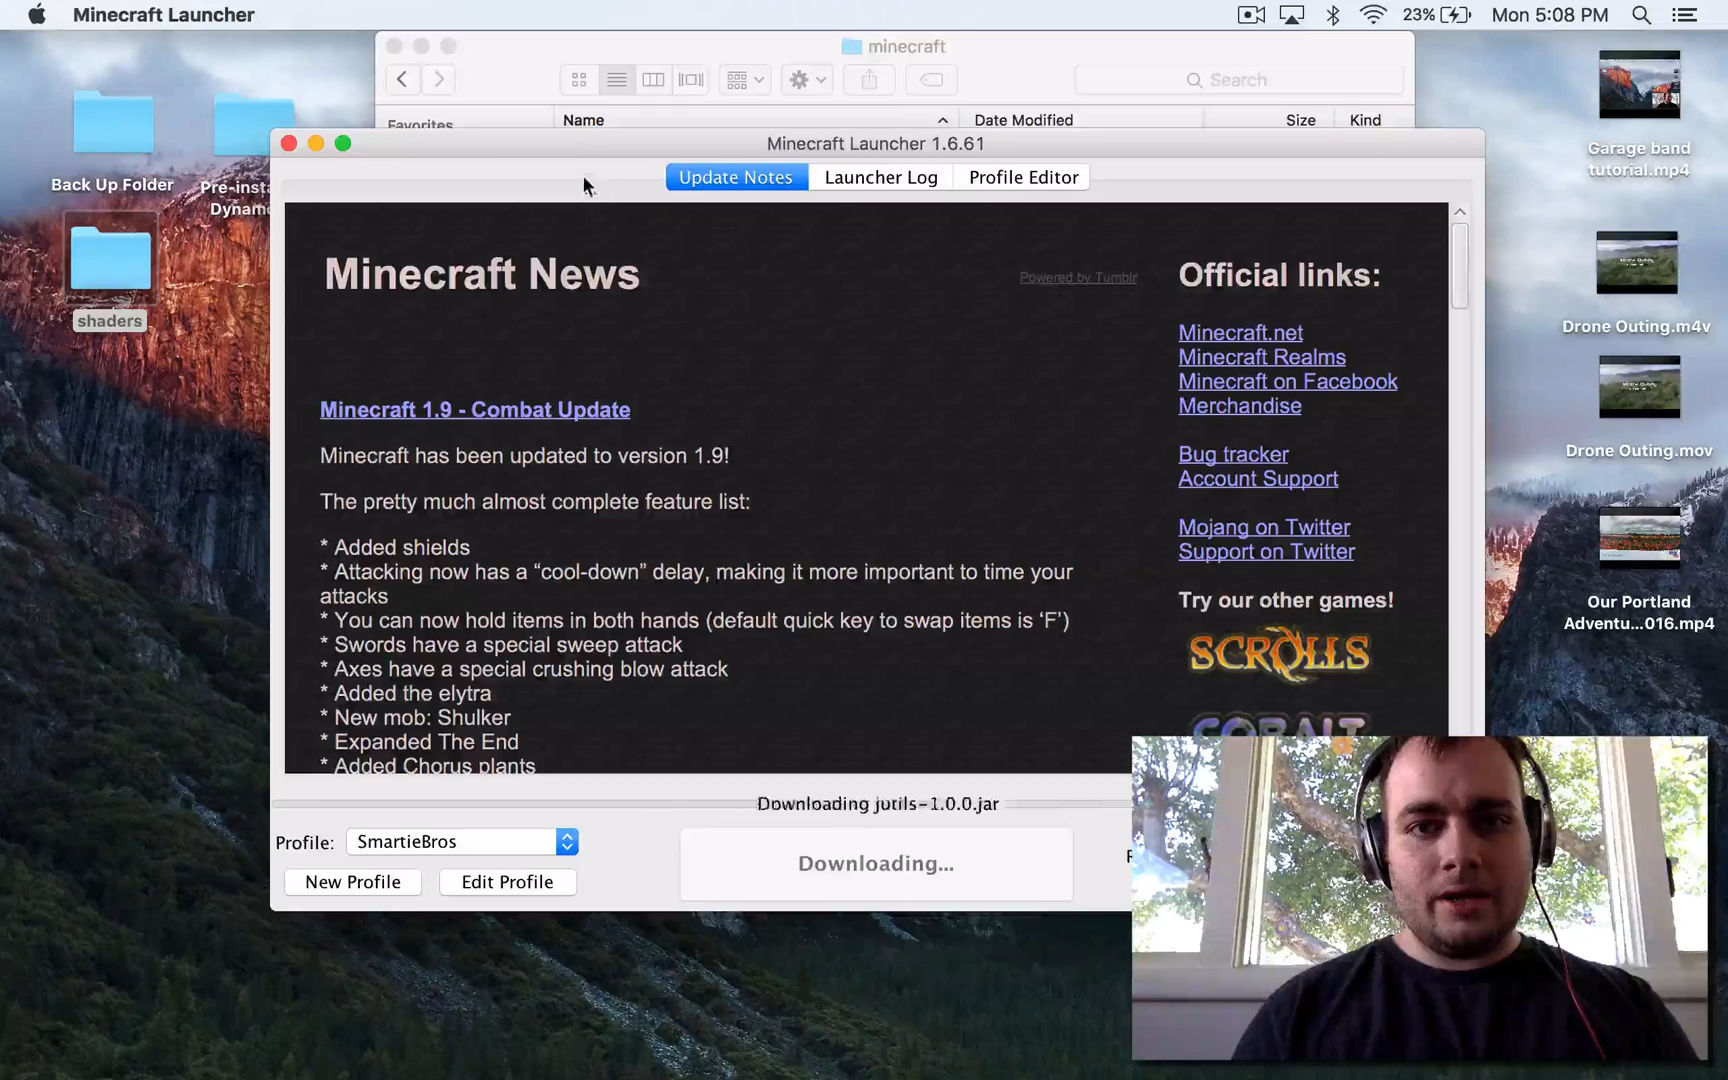 Minecraft Launcher
23%
Mon 5:08 PM
minecraft
Search
Favorites
Name
Date Modified
Size
Kind
Back Up Folder
Pre-insta
Dynam
shaders
Garage band
tutorial.mp4
Drone Outing.m4v
Drone Outing.mov
Our Portland
Adventu...016.mp4
Minecraft Launcher 1.6.61
Update Notes
Launcher Log
Profile Editor
Minecraft News
Powered by Tumblr
Minecraft 1.9 - Combat Update
Minecraft has been updated to version 1.9!
The pretty much almost complete feature list:
* Added shields
* Attacking now has a “cool-down” delay, making it more important to time your
attacks
* You can now hold items in both hands (default quick key to swap items is ‘F’)
* Swords have a special sweep attack
* Axes have a special crushing blow attack
* Added the elytra
* New mob: Shulker
* Expanded The End
* Added Chorus plants
Official links:
Minecraft.net
Minecraft Realms
Minecraft on Facebook
Merchandise
Bug tracker
Account Support
Mojang on Twitter
Support on Twitter
Try our other games!
SCROLLS
COBALT
Downloading jutils-1.0.0.jar
Profile:
SmartieBros
Downloading...
New Profile
Edit Profile